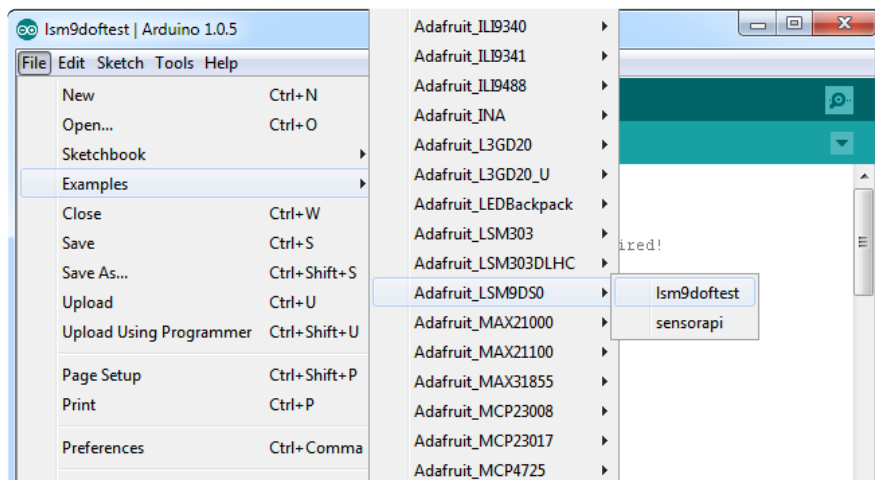 lsm9doftest | Arduino 1.0.5
File Edit Sketch Tools Help
New Ctrl+N
Open... Ctrl+O
Sketchbook
Examples
Close Ctrl+W
Save Ctrl+S
Save As... Ctrl+Shift+S
Upload Ctrl+U
Upload Using Programmer Ctrl+Shift+U
Page Setup Ctrl+Shift+P
Print Ctrl+P
Preferences Ctrl+Comma
Adafruit_ILI9340
Adafruit_ILI9341
Adafruit_ILI9488
Adafruit_INA
Adafruit_L3GD20
Adafruit_L3GD20_U
Adafruit_LEDBackpack
Adafruit_LSM303
Adafruit_LSM303DLHC
Adafruit_LSM9DS0
Adafruit_MAX21000
Adafruit_MAX21100
Adafruit_MAX31855
Adafruit_MCP23008
Adafruit_MCP23017
Adafruit_MCP4725
lsm9doftest
sensorapi
ired!